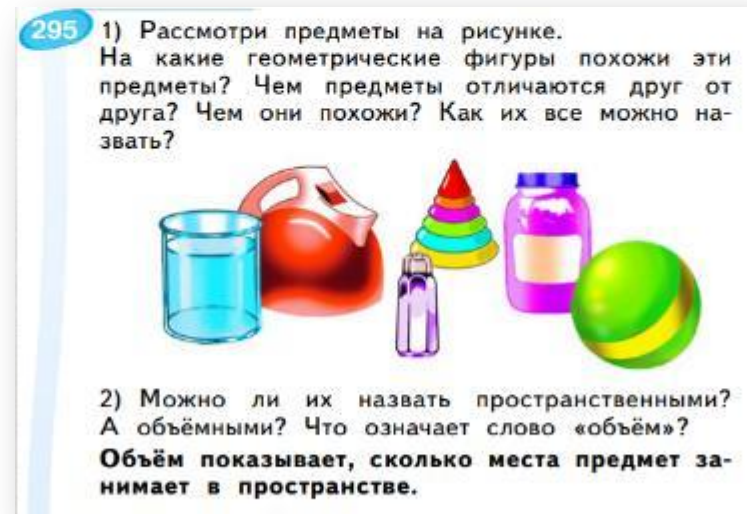 295 1) Рассмотри предметы на рисунке.
На какие геометрические фигуры похожи эти
предметы? Чем предметы отличаются друг от
друга? Чем они похожи? Как их все можно на-
звать?
2) Можно ли их назвать пространственными?
А объёмными? Что означает слово «объём»?
Объём показывает, сколько места предмет за-
нимает в пространстве.